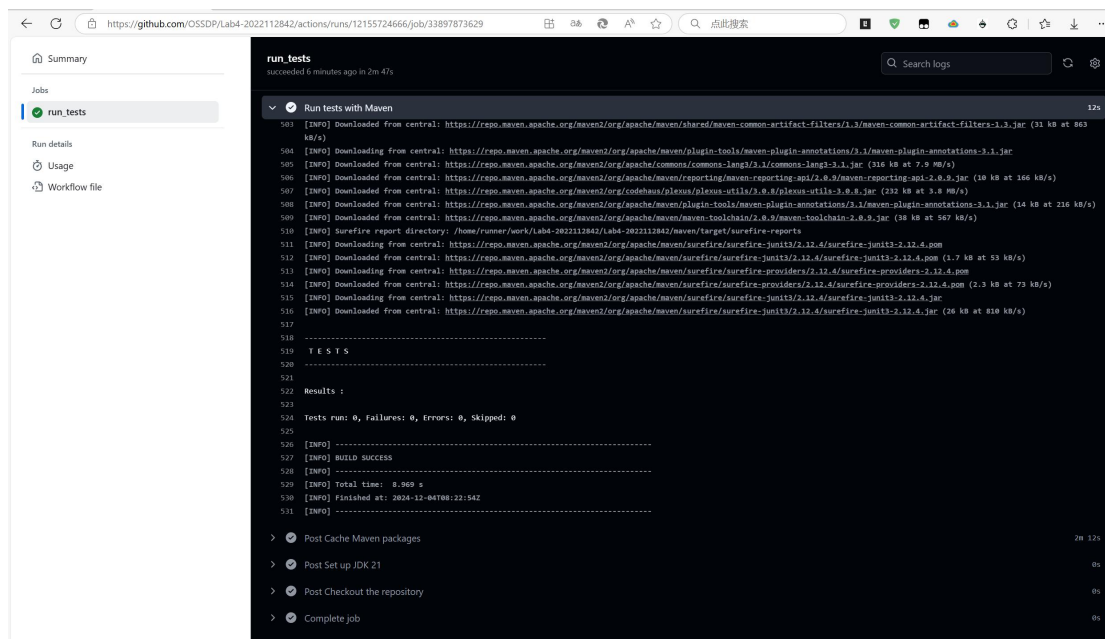 https://github.com/OSSDP/Lab4-2022112842/actions/runs/12155724666/job/33897873629
点此搜索
Summary
Jobs
run_tests
Run details
Usage
Workflow file
run_tests
succeeded 6 minutes ago in 2m 47s
Search logs
Run tests with Maven 12s
503 [INFO] Downloaded from central: https://repo.maven.apache.org/maven2/org/apache/maven/shared/maven-common-artifact-filters/1.3/maven-common-artifact-filters-1.3.jar (31 kB at 863
kB/s)
504 [INFO] Downloading from central: https://repo.maven.apache.org/maven2/org/apache/maven/plugin-tools/maven-plugin-annotations/3.1/maven-plugin-annotations-3.1.jar
505 [INFO] Downloaded from central: https://repo.maven.apache.org/maven2/org/apache/commons/commons-lang3/3.1/commons-lang3-3.1.jar (316 kB at 7.9 MB/s)
506 [INFO] Downloaded from central: https://repo.maven.apache.org/maven2/org/apache/maven/reporting/maven-reporting-api/2.0.9/maven-reporting-api-2.0.9.jar (10 kB at 166 kB/s)
507 [INFO] Downloaded from central: https://repo.maven.apache.org/maven2/org/codehaus/plexus/plexus-utils/3.0.8/plexus-utils-3.0.8.jar (232 kB at 3.8 MB/s)
508 [INFO] Downloaded from central: https://repo.maven.apache.org/maven2/org/apache/maven/plugin-tools/maven-plugin-annotations/3.1/maven-plugin-annotations-3.1.jar (14 kB at 216 kB/s)
509 [INFO] Downloaded from central: https://repo.maven.apache.org/maven2/org/apache/maven/maven-toolchain/2.0.9/maven-toolchain-2.0.9.jar (38 kB at 567 kB/s)
510 [INFO] Surefire report directory: /home/runner/work/Lab4-2022112842/Lab4-2022112842/maven/target/surefire-reports
511 [INFO] Downloading from central: https://repo.maven.apache.org/maven2/org/apache/maven/surefire/surefire-junit3/2.12.4/surefire-junit3-2.12.4.pom
512 [INFO] Downloaded from central: https://repo.maven.apache.org/maven2/org/apache/maven/surefire/surefire-junit3/2.12.4/surefire-junit3-2.12.4.pom (1.7 kB at 53 kB/s)
513 [INFO] Downloading from central: https://repo.maven.apache.org/maven2/org/apache/maven/surefire/surefire-providers/2.12.4/surefire-providers-2.12.4.pom
514 [INFO] Downloaded from central: https://repo.maven.apache.org/maven2/org/apache/maven/surefire/surefire-providers/2.12.4/surefire-providers-2.12.4.pom (2.3 kB at 73 kB/s)
515 [INFO] Downloading from central: https://repo.maven.apache.org/maven2/org/apache/maven/surefire/surefire-junit3/2.12.4/surefire-junit3-2.12.4.jar
516 [INFO] Downloaded from central: https://repo.maven.apache.org/maven2/org/apache/maven/surefire/surefire-junit3/2.12.4/surefire-junit3-2.12.4.jar (26 kB at 810 kB/s)
517
518 -------------------------------------------------------
519 T E S T S
520 -------------------------------------------------------
521
522 Results :
523
524 Tests run: 0, Failures: 0, Errors: 0, Skipped: 0
525
526 [INFO] ------------------------------------------------------------------------
527 [INFO] BUILD SUCCESS
528 [INFO] ------------------------------------------------------------------------
529 [INFO] Total time:  8.969 s
530 [INFO] Finished at: 2024-12-04T08:22:54Z
531 [INFO] ------------------------------------------------------------------------
Post Cache Maven packages 2m 12s
Post Set up JDK 21 0s
Post Checkout the repository 0s
Complete job 0s